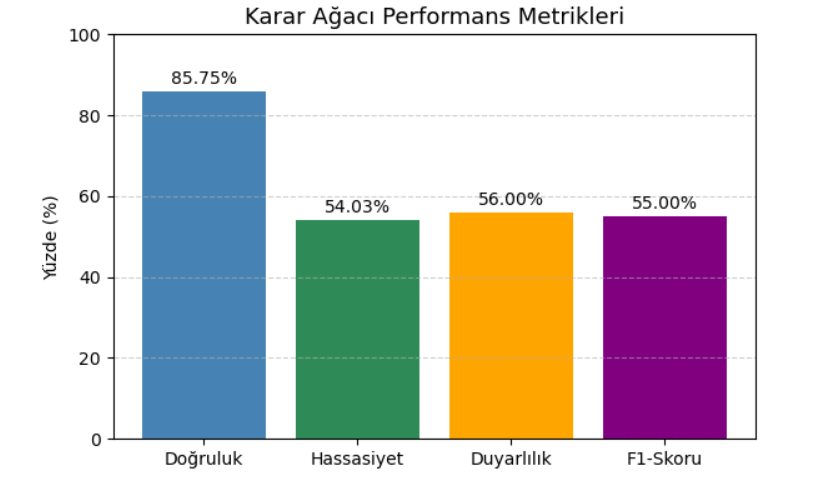 Karar Ağacı Performans Metrikleri
Yüzde (%)
100
80
60
40
20
0
85.75%
54.03%
56.00%
55.00%
Doğruluk
Hassasiyet
Duyarlılık
F1-Skoru